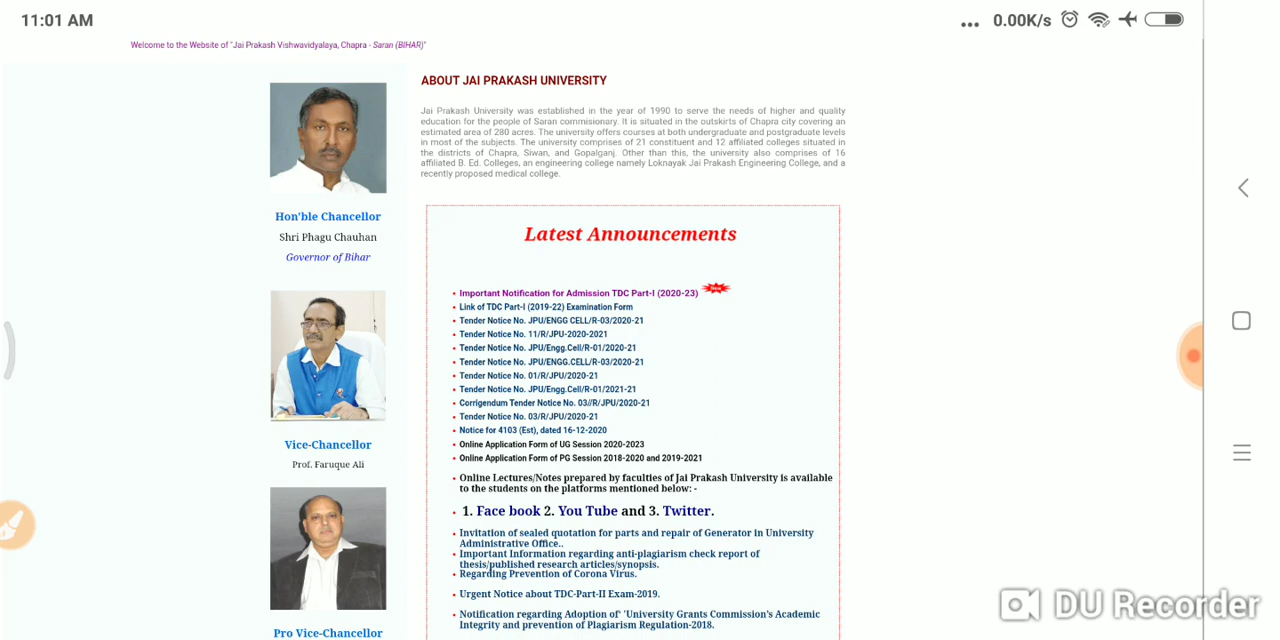 11:01 AM
... 0.00K/s
Welcome to the Website of "Jai Prakash Vishwavidyalaya, Chapra - Saran (BIHAR)"
Hon'ble Chancellor
Shri Phagu Chauhan
Governor of Bihar
Vice-Chancellor
Prof. Faruque Ali
Pro Vice-Chancellor
ABOUT JAI PRAKASH UNIVERSITY
Jai Prakash University was established in the year of 1990 to serve the needs of higher and quality
education for the people of Saran commissionary. It is situated in the outskirts of Chapra city covering an
estimated area of 280 acres. The university offers courses at both undergraduate and postgraduate levels
in most of the subjects. The university comprises of 21 constituent and 12 affiliated colleges situated in
the districts of Chapra, Siwan, and Gopalganj. Other than this, the university also comprises of 16
affiliated B. Ed. Colleges, an engineering college namely Loknayak Jai Prakash Engineering College, and a
recently proposed medical college.
Latest Announcements
• Important Notification for Admission TDC Part-I (2020-23)
• Link of TDC Part-I (2019-22) Examination Form
• Tender Notice No. JPU/ENGG CELL/R-03/2020-21
• Tender Notice No. 11/R/JPU-2020-2021
• Tender Notice No. JPU/Engg.Cell/R-01/2020-21
• Tender Notice No. JPU/ENGG.CELL/R-03/2020-21
• Tender Notice No. 01/R/JPU/2020-21
• Tender Notice No. JPU/Engg.Cell/R-01/2021-21
• Corrigendum Tender Notice No. 03//R/JPU/2020-21
• Tender Notice No. 03/R/JPU/2020-21
• Notice for 4103 (Est), dated 16-12-2020
• Online Application Form of UG Session 2020-2023
• Online Application Form of PG Session 2018-2020 and 2019-2021
• Online Lectures/Notes prepared by faculties of Jai Prakash University is available
to the students on the platforms mentioned below: -
• 1. Face book 2. You Tube and 3. Twitter.
• Invitation of sealed quotation for parts and repair of Generator in University
Administrative Office..
• Important Information regarding anti-plagiarism check report of
thesis/published research articles/synopsis.
• Regarding Prevention of Corona Virus.
• Urgent Notice about TDC-Part-II Exam-2019.
• Notification regarding Adoption of' 'University Grants Commission's Academic
Integrity and prevention of Plagiarism Regulation-2018.
DU Recorder